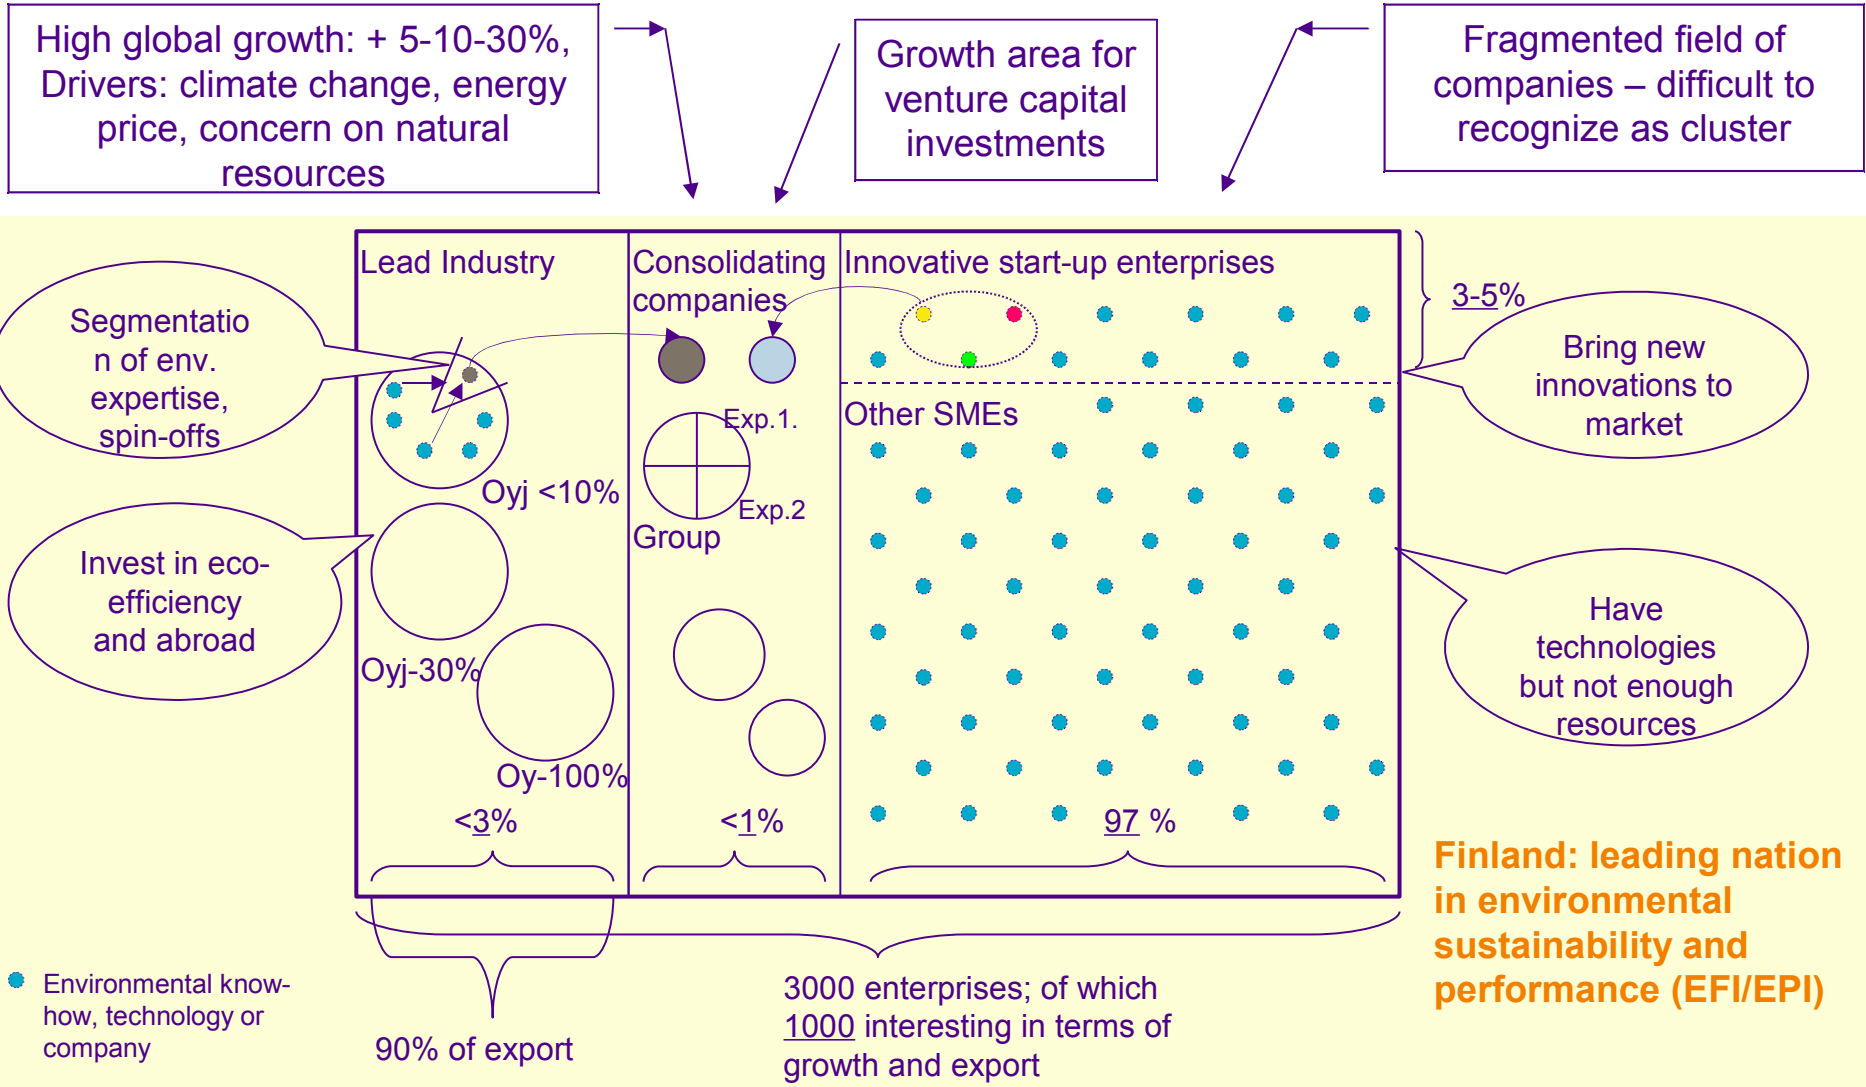 High global growth: + 5-10-30%,
Drivers: climate change, energy
price, concern on natural
resources
Growth area for
venture capital
investments
Fragmented field of
companies – difficult to
recognize as cluster
Lead Industry
Consolidating
companies
Innovative start-up enterprises
3-5%
Segmentatio
n of env.
expertise,
spin-offs
Bring new
innovations to
market
Exp.1.
Other SMEs
Oyj <10%
Exp.2
Group
Invest in eco-
efficiency
and abroad
Have
technologies
but not enough
resources
Oyj-30%
Oy-100%
<3%
<1%
97 %
Finland: leading nation
in environmental
sustainability and
performance (EFI/EPI)
Environmental know-
how, technology or
company
90% of export
3000 enterprises; of which
1000 interesting in terms of
growth and export